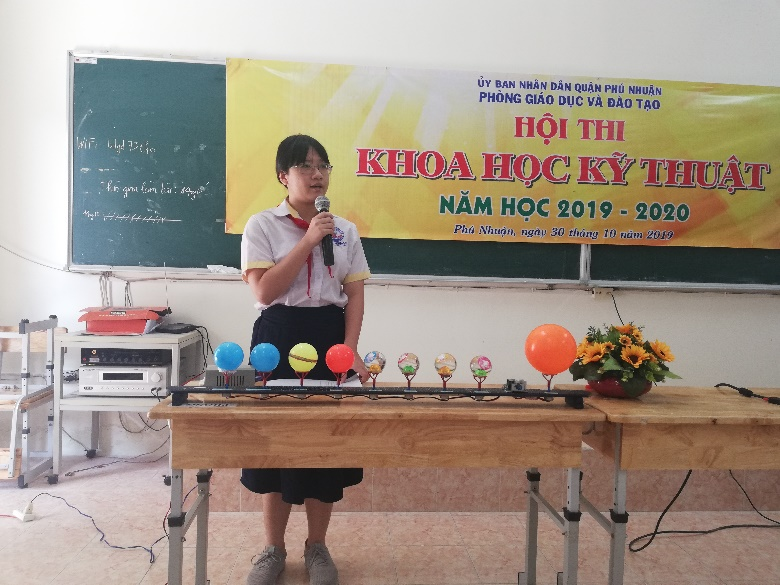 ỦY BAN NHÂN DÂN QUẬN PHÚ NHUẬN
PHÒNG GIÁO DỤC VÀ ĐÀO TẠO
HỘI THI
KHOA HỌC KỸ THUẬT
NĂM HỌC 2019 - 2020
Phú Nhuận, ngày 30 tháng 10 năm 2019